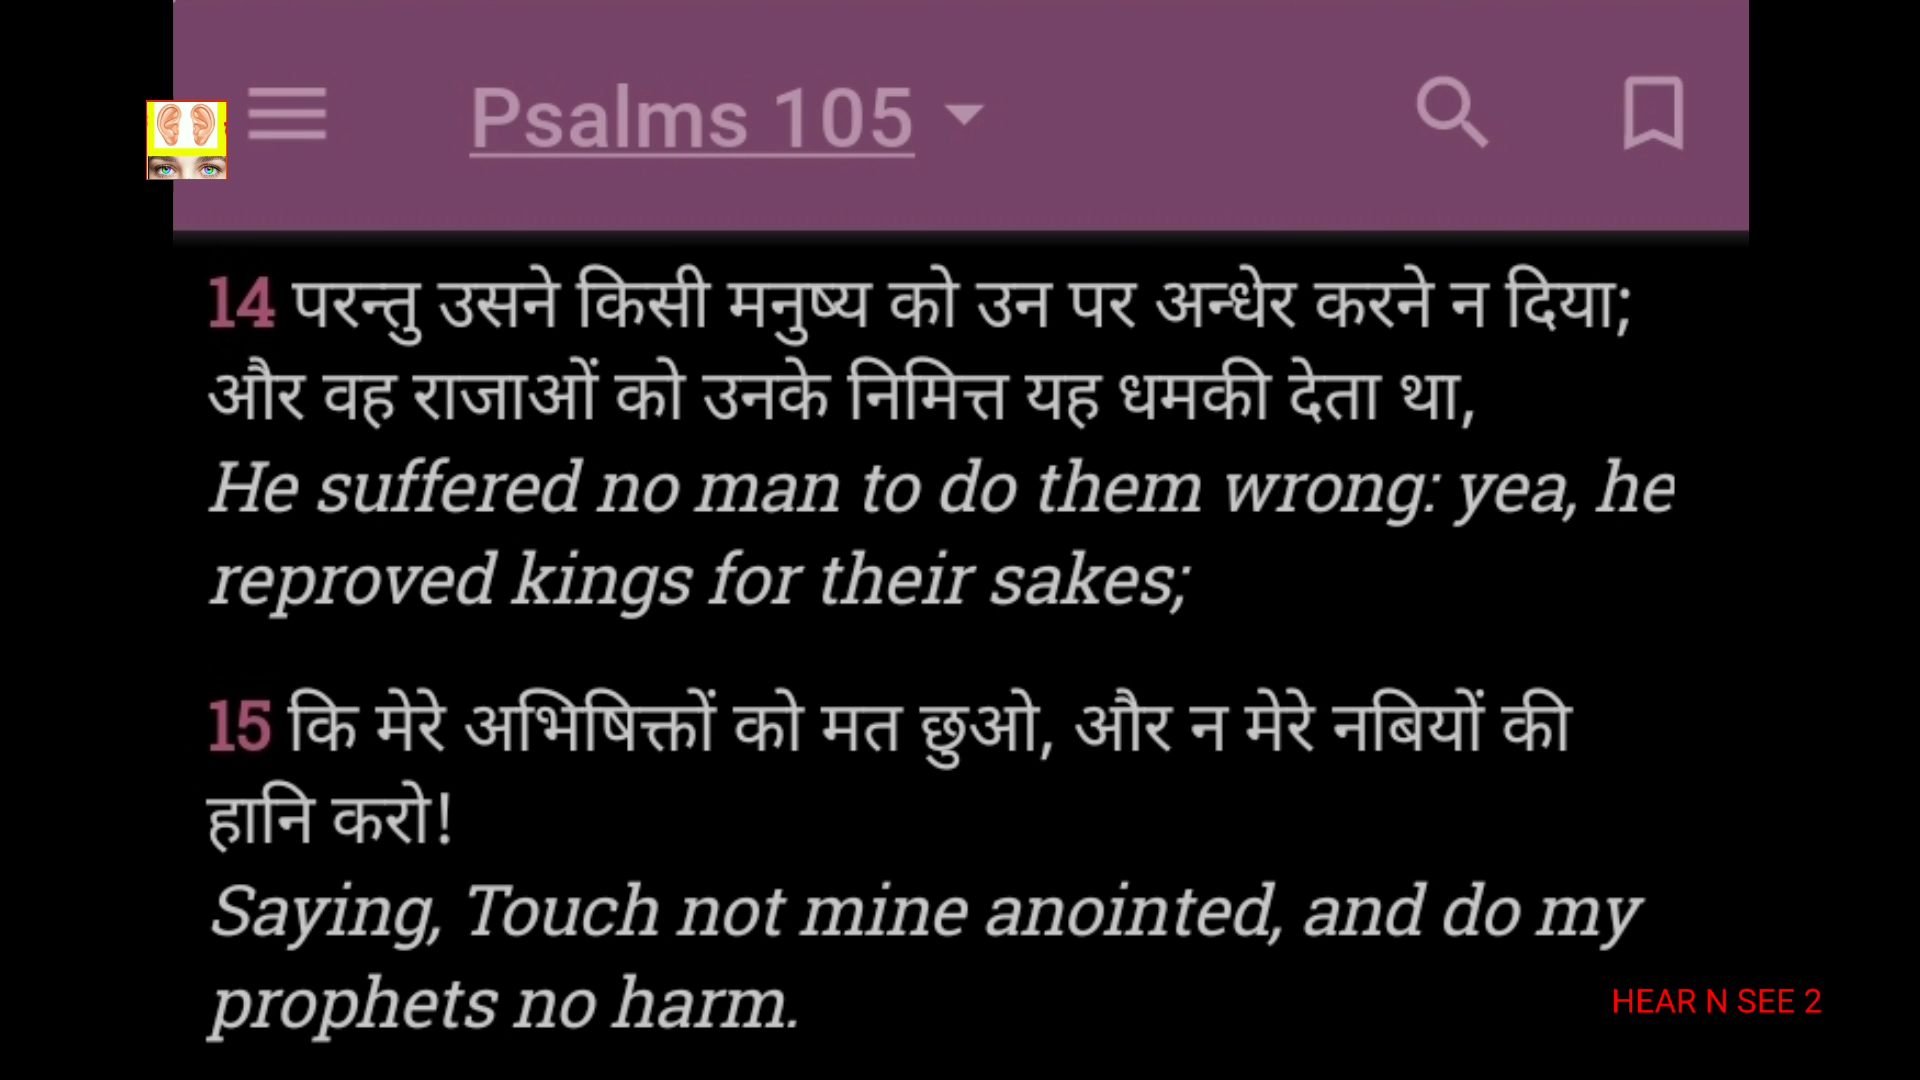 Psalms 105
14 परन्तु उसने किसी मनुष्य को उन पर अन्धेर करने न दिया;
और वह राजाओं को उनके निमित्त यह धमकी देता था,
He suffered no man to do them wrong: yea, he
reproved kings for their sakes;
15 कि मेरे अभिषिक्तों को मत छुओ, और न मेरे नबियों की
हानि करो!
Saying, Touch not mine anointed, and do my
prophets no harm.
HEAR N SEE 2